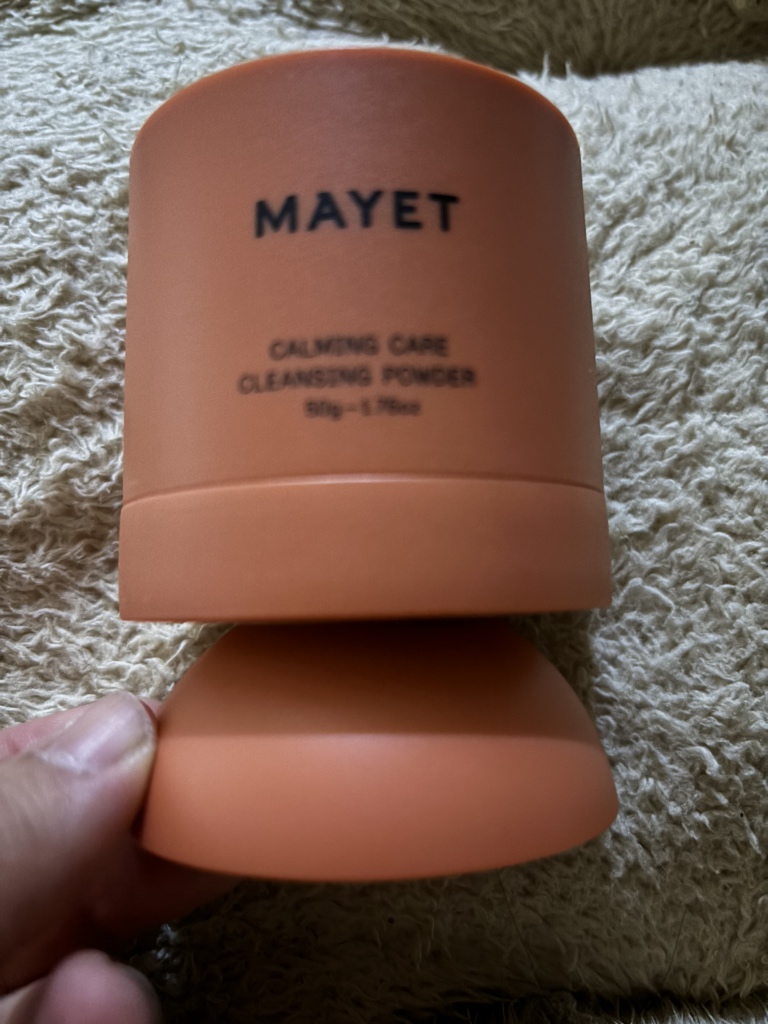 MAYET
CALMING CARE
CLEANSING POWDER
50g-1.76oz